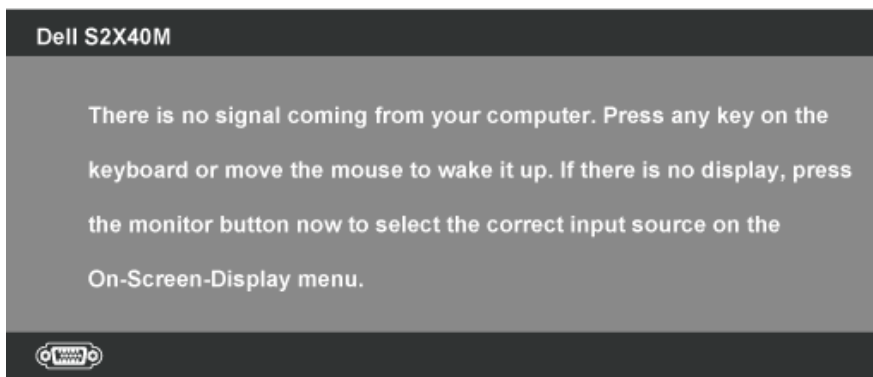 Dell S2X40M
There is no signal coming from your computer. Press any key on the
keyboard or move the mouse to wake it up. If there is no display, press
the monitor button now to select the correct input source on the
On-Screen-Display menu.